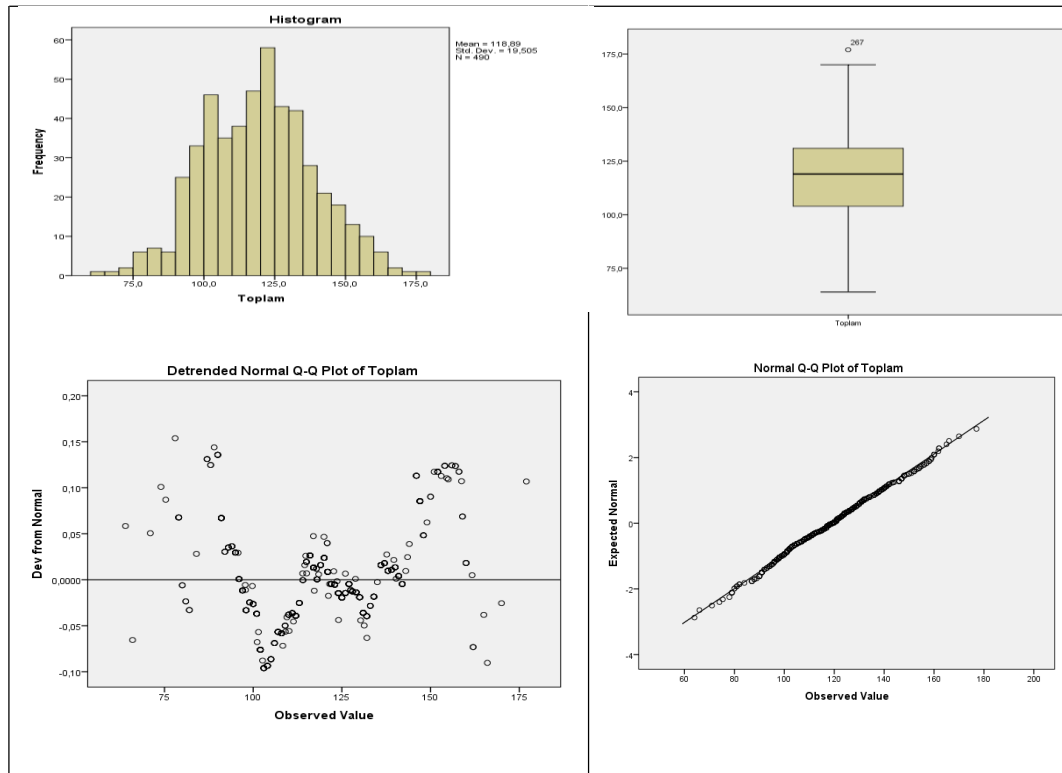 Histogram
Mean = 118,89
Std. Dev. = 19,505
N = 490
Frequency
60
50
40
30
20
10
0
75,0 100,0 125,0 150,0 175,0
Toplam
267
175,0
150,0
125,0
100,0
75,0
Toplam
Detrended Normal Q-Q Plot of Toplam
Dev from Normal
0,20
0,15
0,10
0,05
0,0000
-0,05
-0,10
75 100 125 150 175
Observed Value
Normal Q-Q Plot of Toplam
Expected Normal
4
2
0
-2
-4
60 80 100 120 140 160 180 200
Observed Value